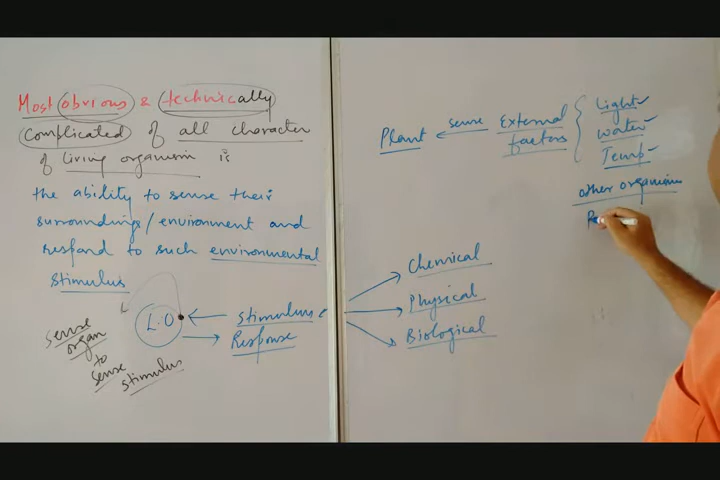 Most obvious & technically
complicated of all character
of living organism is
the ability to sense their
surroundings/environment and
respond to such environmental
stimulus
L.O
stimulus
Response
sense
organ
to
sense
stimulus
Chemical
Physical
Biological
Plant sense External
factors
Light
water
Temp
other organisms